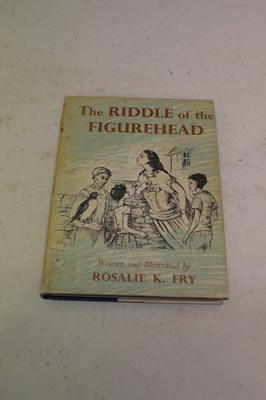 The RIDDLE of the
FIGUREHEAD
Written and Illustrated by
ROSALIE K. FRY